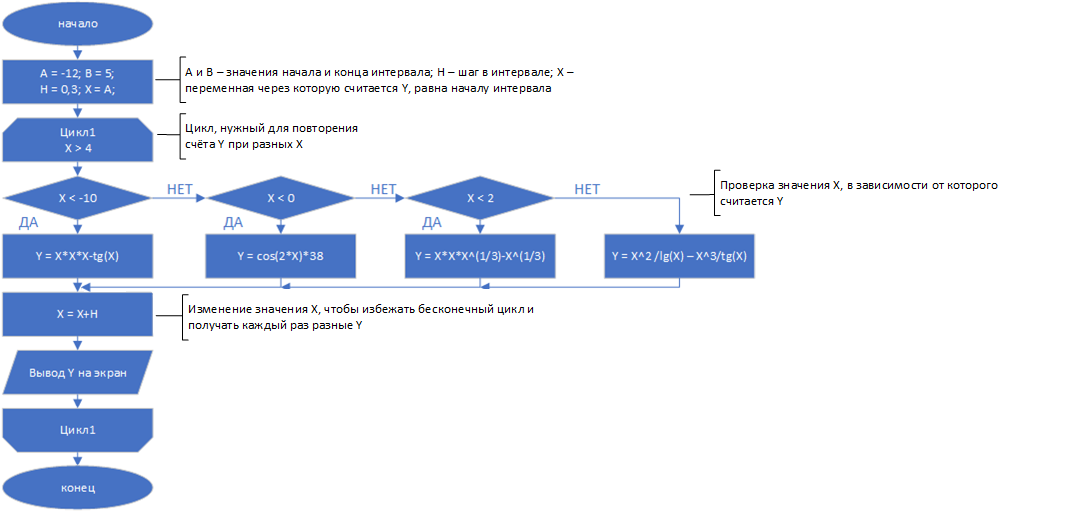 начало
A = -12; B = 5;
H = 0,3; X = A;
А и В – значения начала и конца интервала; H – шаг в интервале; X –
переменная через которую считается Y, равна началу интервала
Цикл1
X > 4
Цикл, нужный для повторения
счёта Y при разных X
X < -10
НЕТ
X < 0
НЕТ
X < 2
НЕТ
Проверка значения X, в зависимости от которого
считается Y
ДА
ДА
ДА
Y = X*X*X-tg(X)
Y = cos(2*X)*38
Y = X*X*X^(1/3)-X^(1/3)
Y = X^2 /lg(X) – X^3/tg(X)
X = X+H
Изменение значения X, чтобы избежать бесконечный цикл и
получать каждый раз разные Y
Вывод Y на экран
Цикл1
конец